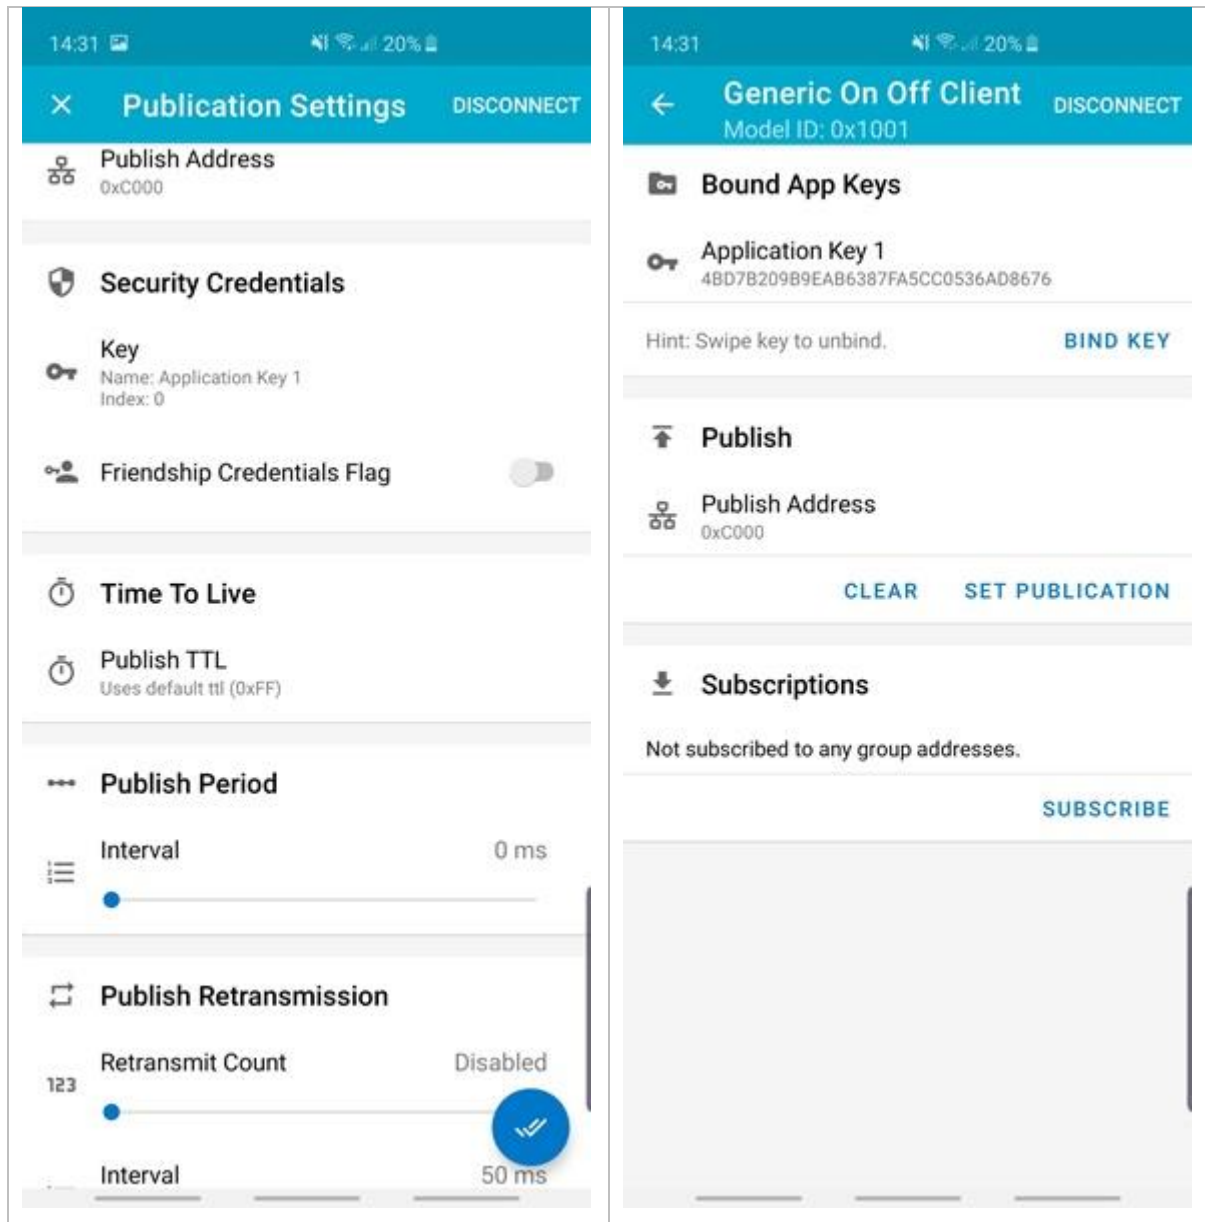 14:31 20%
Publication Settings DISCONNECT
Publish Address
0xC000
Security Credentials
Key
Name: Application Key 1
Index: 0
Friendship Credentials Flag
Time To Live
Publish TTL
Uses default ttl (0xFF)
Publish Period
Interval 0 ms
Publish Retransmission
Retransmit Count Disabled
123
Interval 50 ms
14:31 20%
Generic On Off Client DISCONNECT
Model ID: 0x1001
Bound App Keys
Application Key 1
4BD7B209B9EAB6387FA5CC0536AD8676
Hint: Swipe key to unbind. BIND KEY
Publish
Publish Address
0xC000
CLEAR SET PUBLICATION
Subscriptions
Not subscribed to any group addresses.
SUBSCRIBE